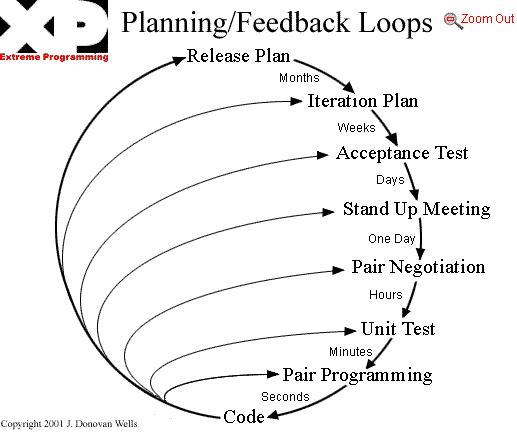 XP
Extreme Programming
Planning/Feedback Loops
Zoom Out
Release Plan
Months
Iteration Plan
Weeks
Acceptance Test
Days
Stand Up Meeting
One Day
Pair Negotiation
Hours
Unit Test
Minutes
Pair Programming
Seconds
Code
Copyright 2001 J. Donovan Wells